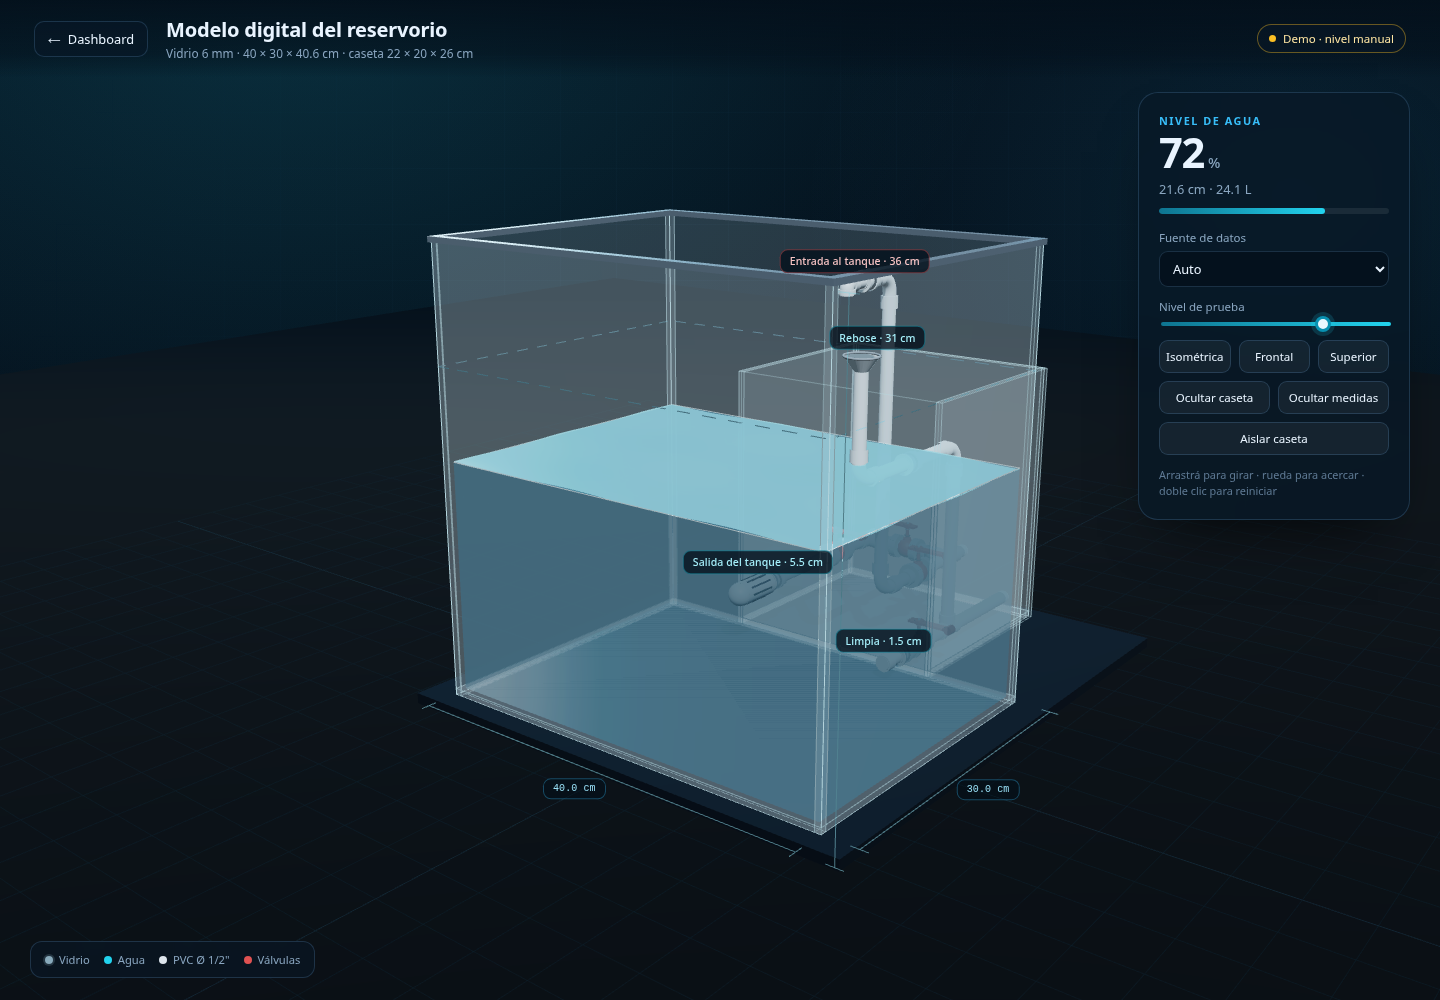 ← Dashboard
Modelo digital del reservorio
Vidrio 6 mm · 40 × 30 × 40.6 cm · caseta 22 × 20 × 26 cm
Demo · nivel manual
NIVEL DE AGUA
72 %
21.6 cm · 24.1 L
Fuente de datos
Auto
Nivel de prueba
Isométrica
Frontal
Superior
Ocultar caseta
Ocultar medidas
Aislar caseta
Arrastrá para girar · rueda para acercar ·
doble clic para reiniciar
Entrada al tanque · 36 cm
Rebose · 31 cm
Salida del tanque · 5.5 cm
Limpia · 1.5 cm
40.0 cm
30.0 cm
Vidrio
Agua
PVC Ø 1/2"
Válvulas